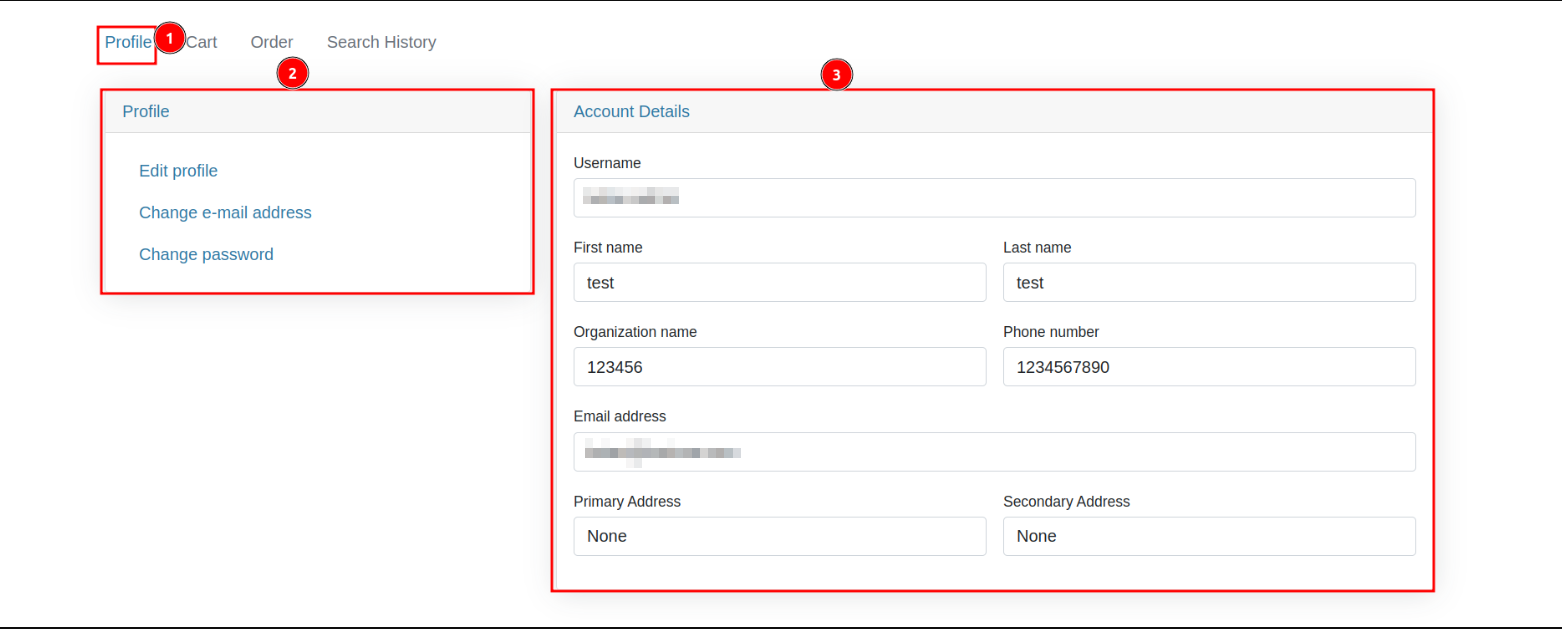 Profile 1 Cart Order Search History
2 3
Profile
Edit profile
Change e-mail address
Change password
Account Details
Username
First name Last name
test test
Organization name Phone number
123456 1234567890
Email address
Primary Address Secondary Address
None None